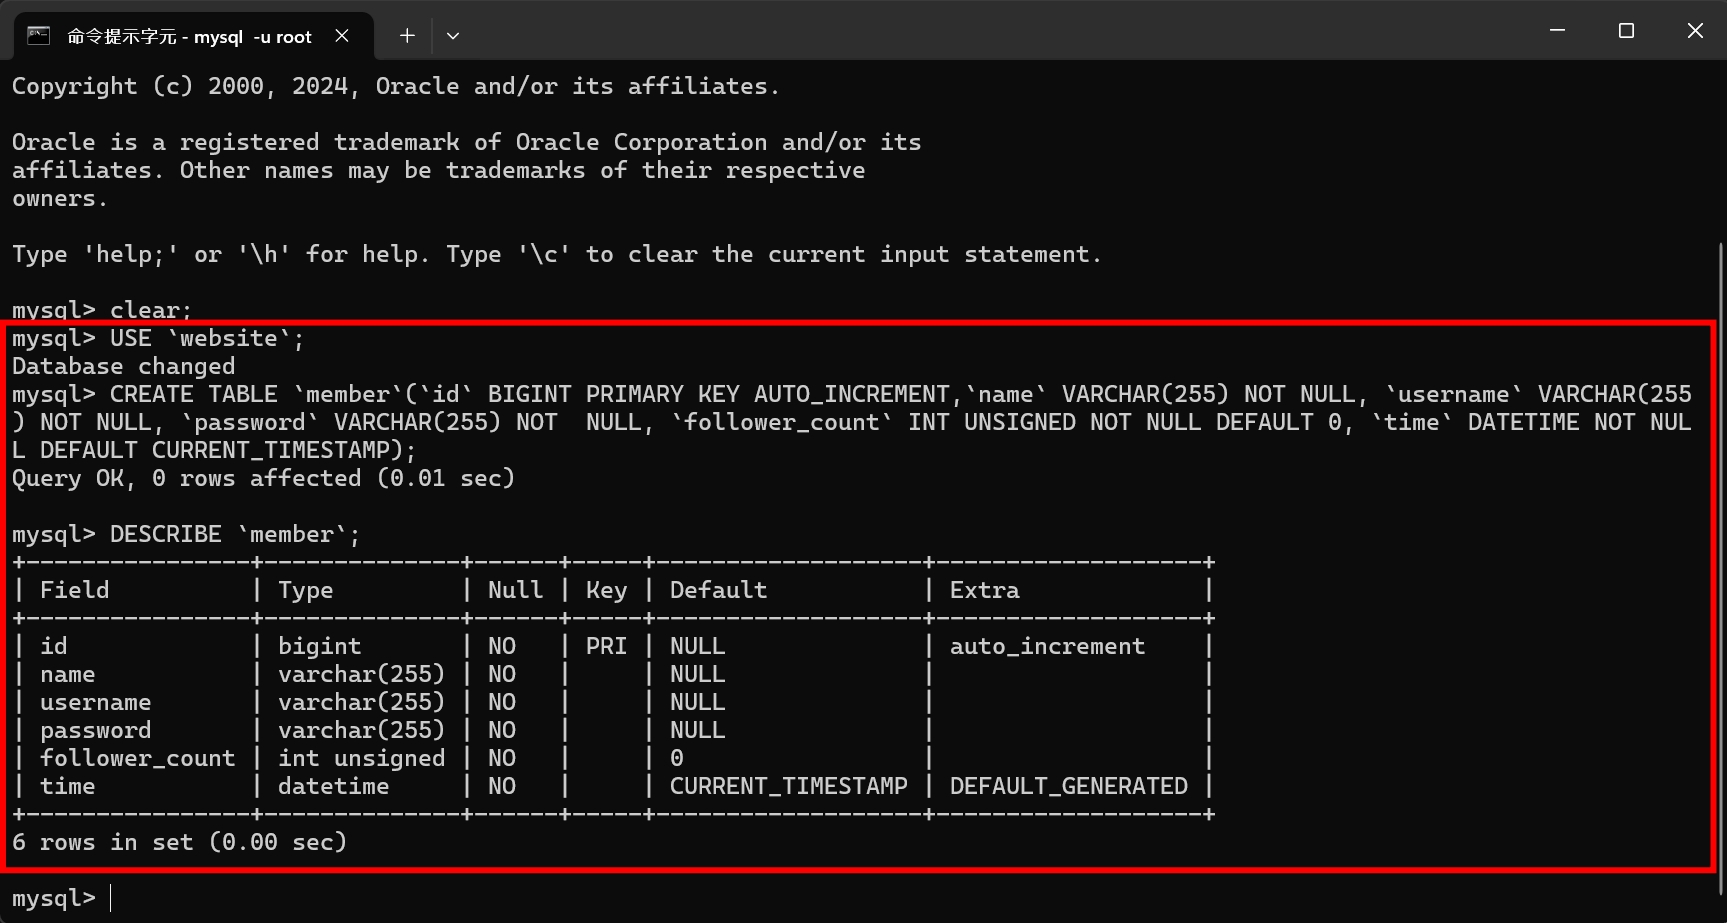 命令提示字元 - mysql  -u root
Copyright (c) 2000, 2024, Oracle and/or its affiliates.
Oracle is a registered trademark of Oracle Corporation and/or its
affiliates. Other names may be trademarks of their respective
owners.
Type 'help;' or '\h' for help. Type '\c' to clear the current input statement.
mysql> clear;
mysql> USE `website`;
Database changed
mysql> CREATE TABLE `member`(`id` BIGINT PRIMARY KEY AUTO_INCREMENT,`name` VARCHAR(255) NOT NULL, `username` VARCHAR(255
) NOT NULL, `password` VARCHAR(255) NOT  NULL, `follower_count` INT UNSIGNED NOT NULL DEFAULT 0, `time` DATETIME NOT NUL
L DEFAULT CURRENT_TIMESTAMP);
Query OK, 0 rows affected (0.01 sec)
mysql> DESCRIBE `member`;
+----------------+--------------+------+-----+-------------------+-------------------+
| Field          | Type         | Null | Key | Default           | Extra             |
+----------------+--------------+------+-----+-------------------+-------------------+
| id             | bigint       | NO   | PRI | NULL              | auto_increment    |
| name           | varchar(255) | NO   |     | NULL              |                   |
| username       | varchar(255) | NO   |     | NULL              |                   |
| password       | varchar(255) | NO   |     | NULL              |                   |
| follower_count | int unsigned | NO   |     | 0                 |                   |
| time           | datetime     | NO   |     | CURRENT_TIMESTAMP | DEFAULT_GENERATED |
+----------------+--------------+------+-----+-------------------+-------------------+
6 rows in set (0.00 sec)
mysql>